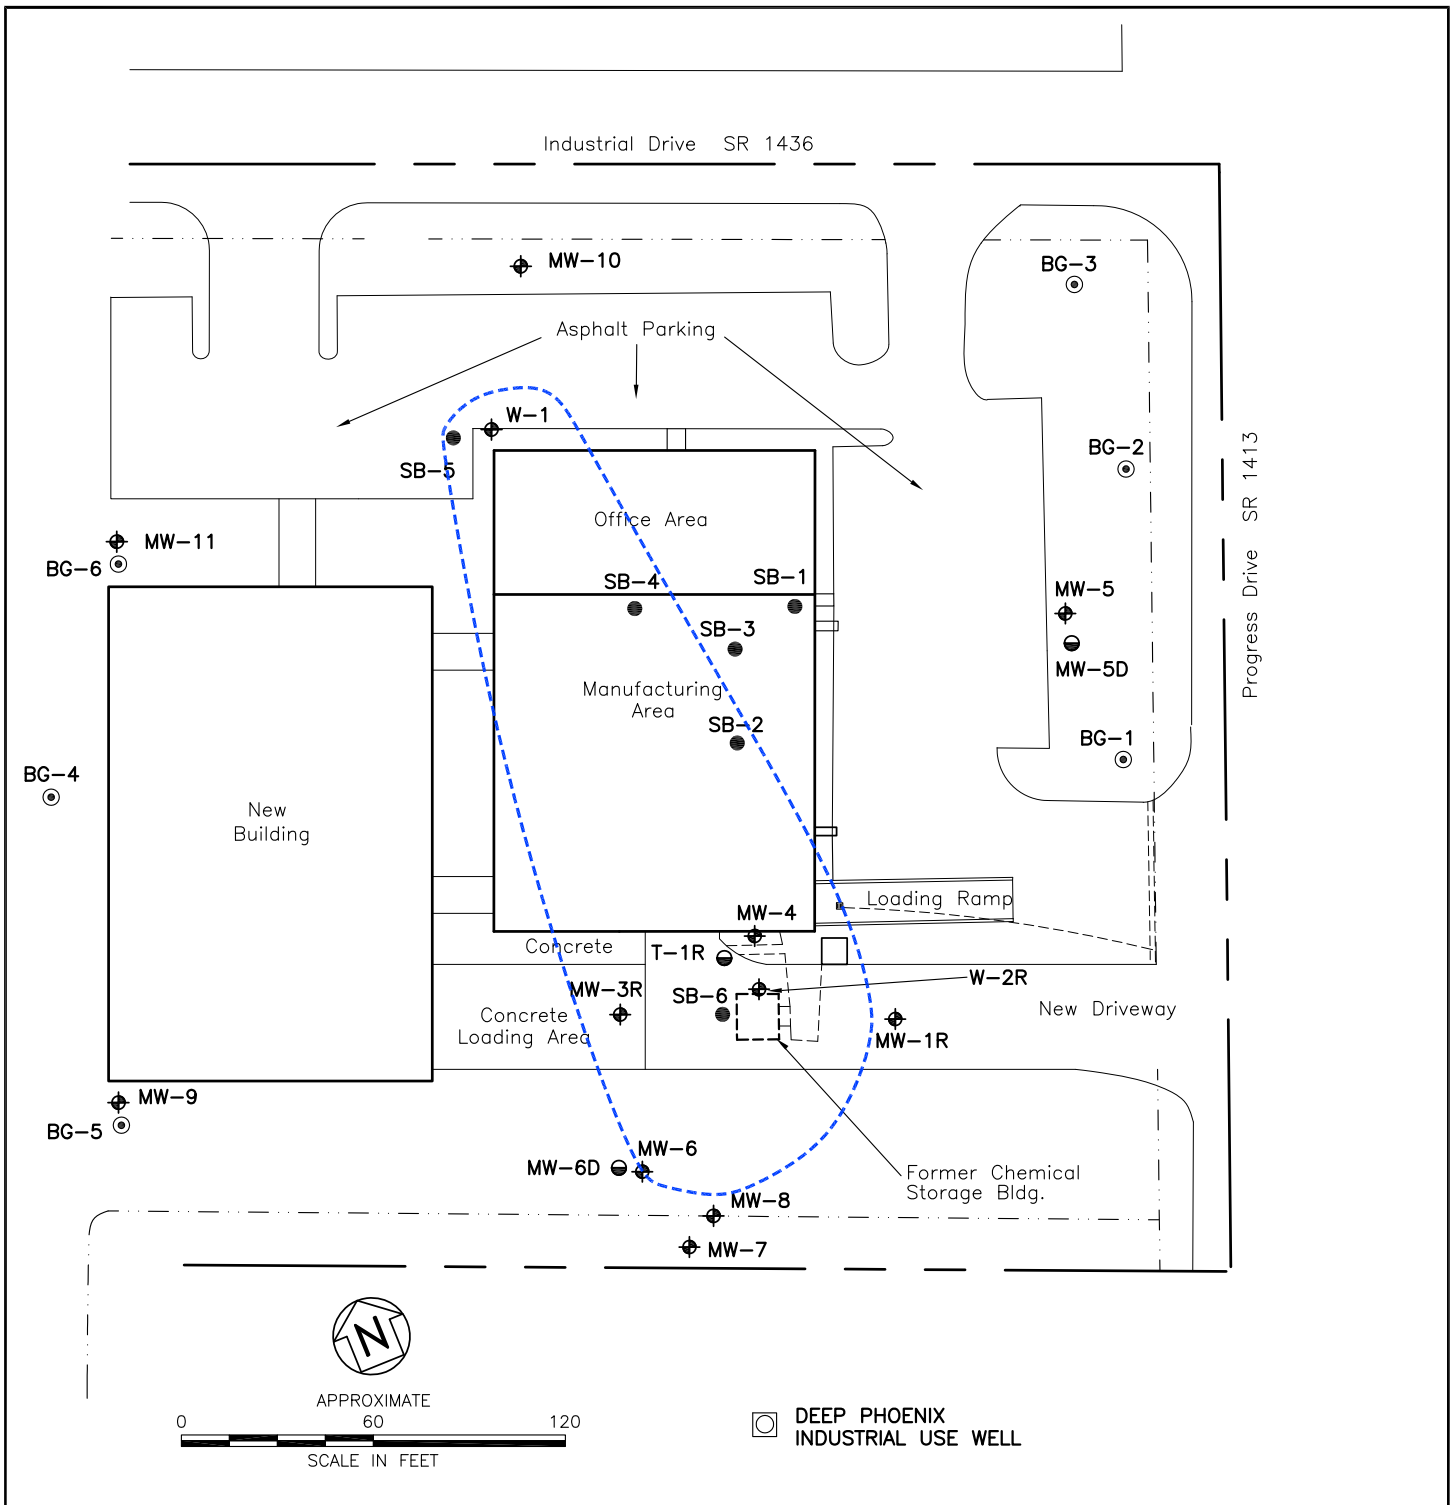 Industrial Drive  SR 1436
MW-10
BG-3
Asphalt Parking
W-1
SB-5
BG-2
Progress Drive  SR 1413
Office Area
MW-11
BG-6
SB-4
SB-1
MW-5
SB-3
MW-5D
Manufacturing
Area
SB-2
BG-1
BG-4
New
Building
Loading Ramp
MW-4
Concrete
T-1R
W-2R
MW-3R
SB-6
New Driveway
Concrete
Loading Area
MW-1R
MW-9
BG-5
MW-6
MW-6D
Former Chemical
Storage Bldg.
MW-8
MW-7
N
APPROXIMATE
0 60 120
SCALE IN FEET
DEEP PHOENIX
INDUSTRIAL USE WELL